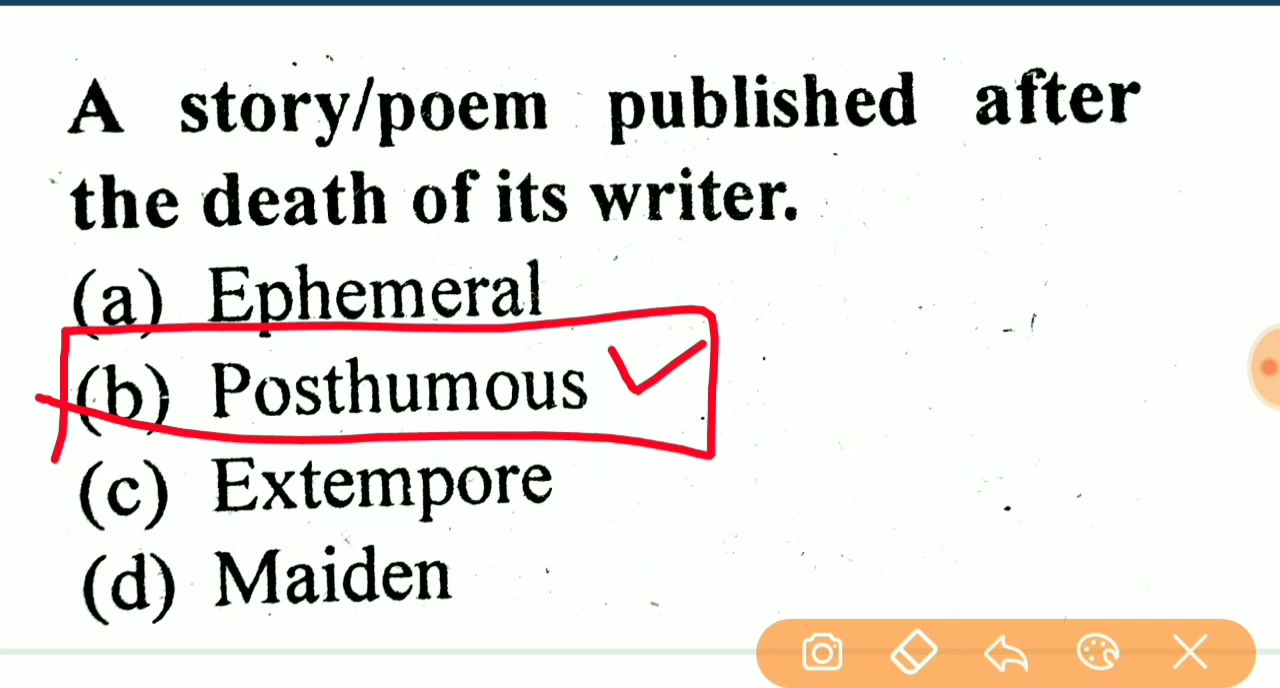 A story/poem published after
the death of its writer.
(a) Ephemeral
(b) Posthumous
(c) Extempore
(d) Maiden